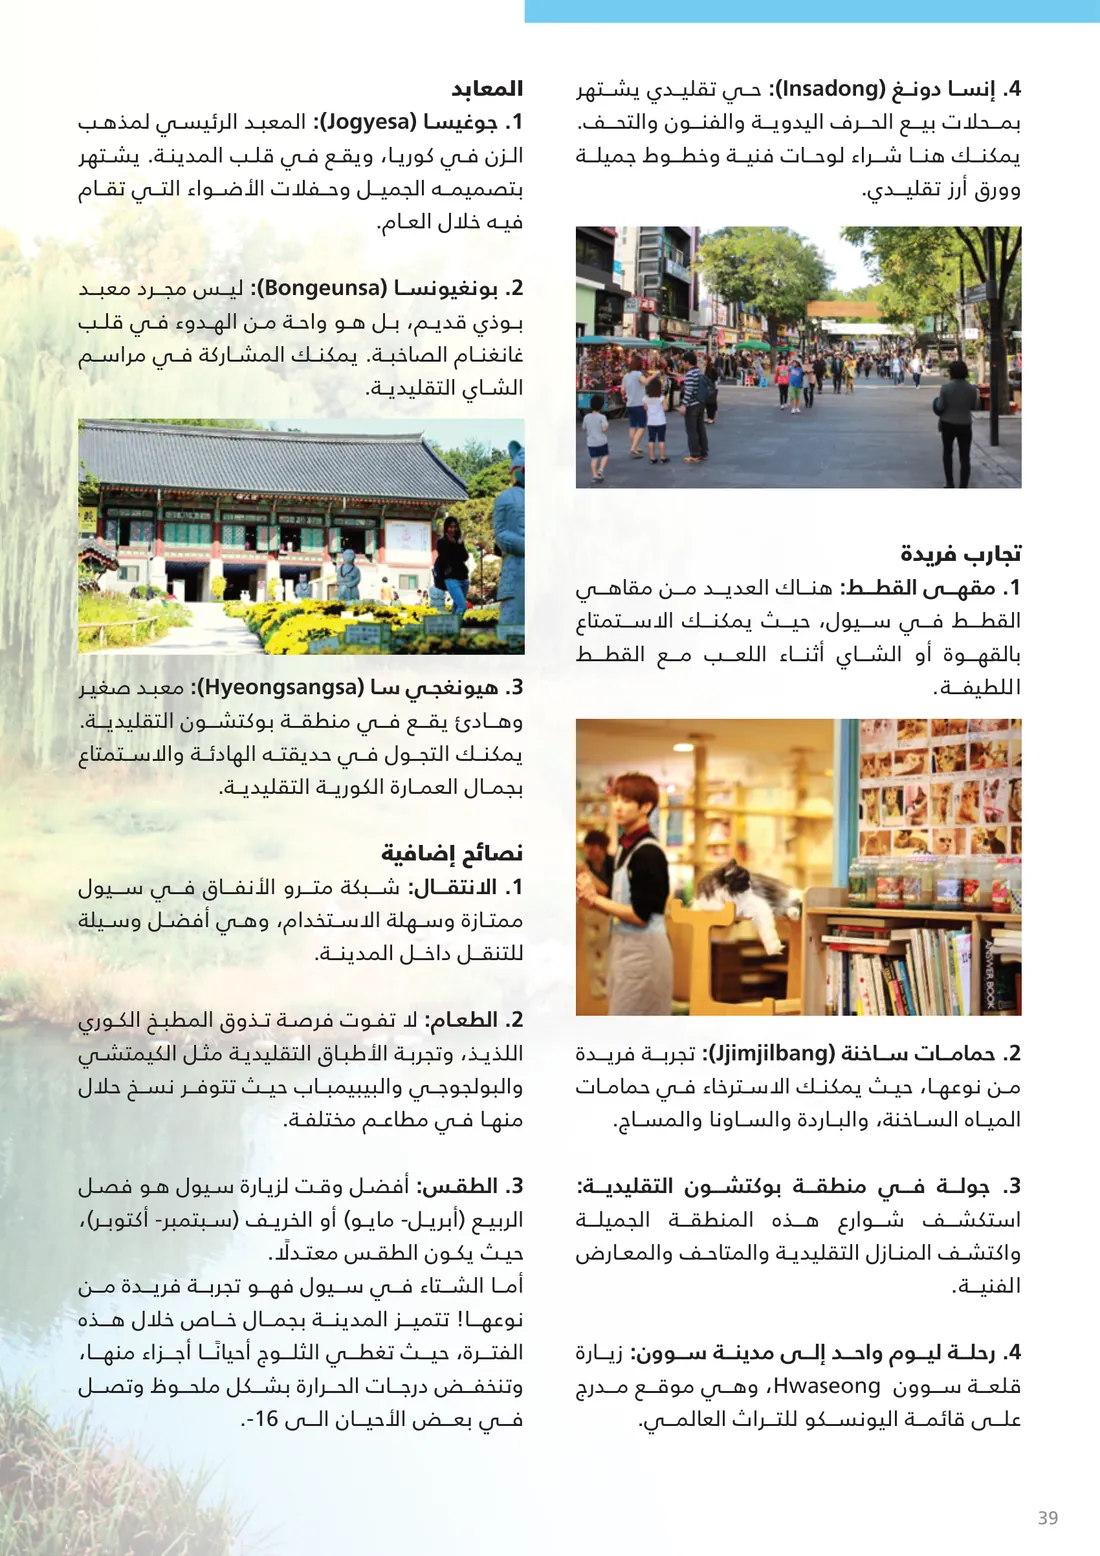 4. إنسا دونغ (Insadong): حي تقليدي يشتهر
بمحلات بيع الحرف اليدوية والفنون والتحف.
يمكنك هنا شراء لوحات فنية وخطوط جميلة
وورق أرز تقليدي.
تجارب فريدة
1. مقهى القطط: هناك العديد من مقاهي
القطط في سيول، حيث يمكنك الاستمتاع
بالقهوة أو الشاي أثناء اللعب مع القطط
اللطيفة.
ANSWER BOOK
2. حمامات ساخنة (Jjimjilbang): تجربة فريدة
من نوعها، حيث يمكنك الاسترخاء في حمامات
المياه الساخنة، والباردة والساونا والمساج.
3. جولة في منطقة بوكتشون التقليدية:
استكشف شوارع هذه المنطقة الجميلة
واكتشف المنازل التقليدية والمتاحف والمعارض
الفنية.
4. رحلة ليوم واحد إلى مدينة سوون: زيارة
قلعة سوون Hwaseong، وهي موقع مدرج
على قائمة اليونسكو للتراث العالمي.
المعابد
1. جوغيسا (Jogyesa): المعبد الرئيسي لمذهب
الزن في كوريا، ويقع في قلب المدينة. يشتهر
بتصميمه الجميل وحفلات الأضواء التي تقام
فيه خلال العام.
2. بونغيونسا (Bongeunsa): ليس مجرد معبد
بوذي قديم، بل هو واحة من الهدوء في قلب
غانغنام الصاخبة. يمكنك المشاركة في مراسم
الشاي التقليدية.
3. هيونغجي سا (Hyeongsangsa): معبد صغير
وهادئ يقع في منطقة بوكتشون التقليدية.
يمكنك التجول في حديقته الهادئة والاستمتاع
بجمال العمارة الكورية التقليدية.
نصائح إضافية
1. الانتقال: شبكة مترو الأنفاق في سيول
ممتازة وسهلة الاستخدام، وهي أفضل وسيلة
للتنقل داخل المدينة.
2. الطعام: لا تفوت فرصة تذوق المطبخ الكوري
اللذيذ، وتجربة الأطباق التقليدية مثل الكيمتشي
والبولجوجي والبيبيمباب حيث تتوفر نسخ حلال
منها في مطاعم مختلفة.
3. الطقس: أفضل وقت لزيارة سيول هو فصل
الربيع (أبريل- مايو) أو الخريف (سبتمبر- أكتوبر)،
حيث يكون الطقس معتدلًا.
أما الشتاء في سيول فهو تجربة فريدة من
نوعها! تتميز المدينة بجمال خاص خلال هذه
الفترة، حيث تغطي الثلوج أحيانًا أجزاء منها،
وتنخفض درجات الحرارة بشكل ملحوظ وتصل
في بعض الأحيان الى 16-.
39